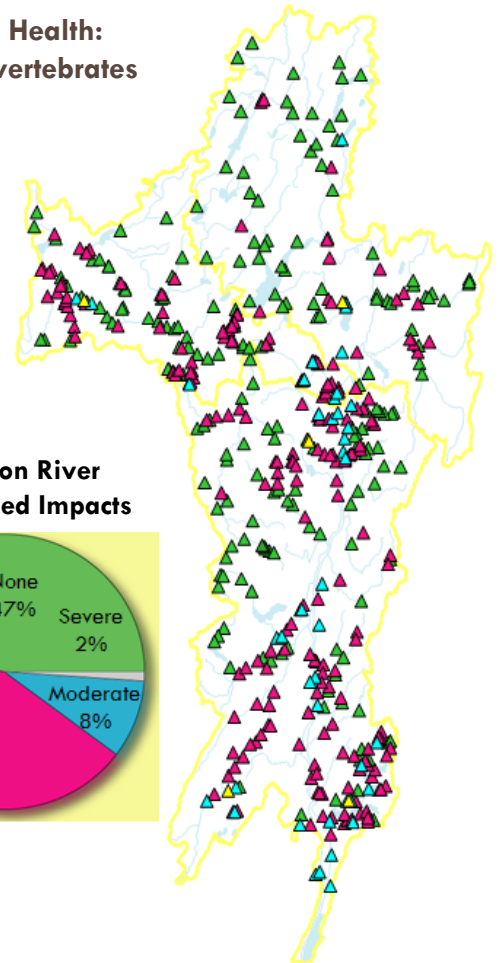 Health:
vertebrates
on River
ed Impacts
None
47%
Severe
2%
Moderate
8%